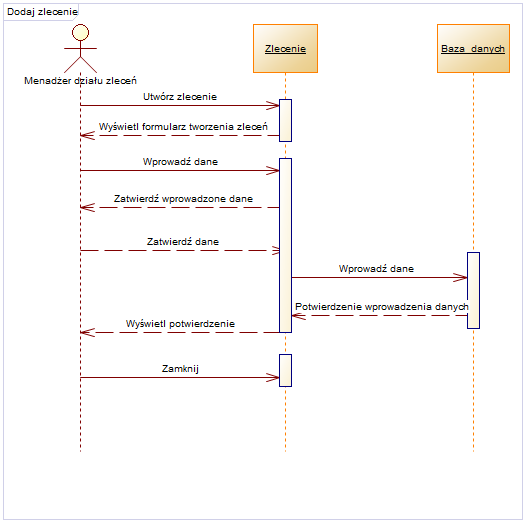 Dodaj zlecenie
Zlecenie
Baza_danych
Menadżer działu zleceń
Utwórz zlecenie
Wyświetl formularz tworzenia zleceń
Wprowadź dane
Zatwierdź wprowadzone dane
Zatwierdź dane
Wprowadź dane
Potwierdzenie wprowadzenia danych
Wyświetl potwierdzenie
Zamknij